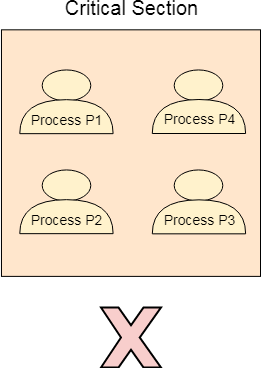 Critical Section
Process P1
Process P4
Process P2
Process P3
X